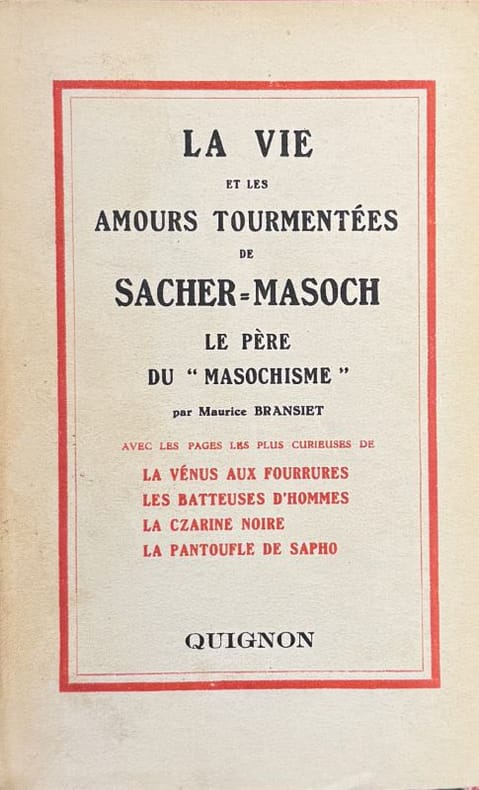 LA VIE
ET LES
AMOURS TOURMENTÉES
DE
SACHER=MASOCH
LE PÈRE
DU " MASOCHISME "
par Maurice BRANSIET
AVEC LES PAGES LES PLUS CURIEUSES DE
LA VÉNUS AUX FOURRURES
LES BATTEUSES D'HOMMES
LA CZARINE NOIRE
LA PANTOUFLE DE SAPHO
QUIGNON